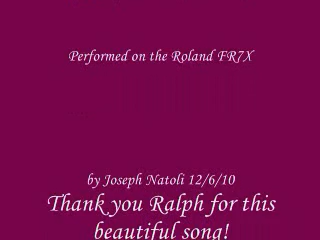 Performed on the Roland FR7X
by Joseph Natoli 12/6/10
Thank you Ralph for this
beautiful song!